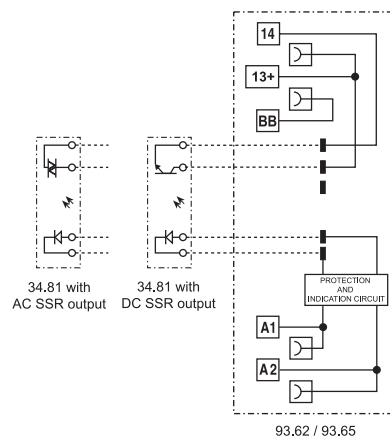 14
13+
BB
34.81 with
AC SSR output
34.81 with
DC SSR output
PROTECTION
AND
INDICATION CIRCUIT
A1
A2
93.62 / 93.65